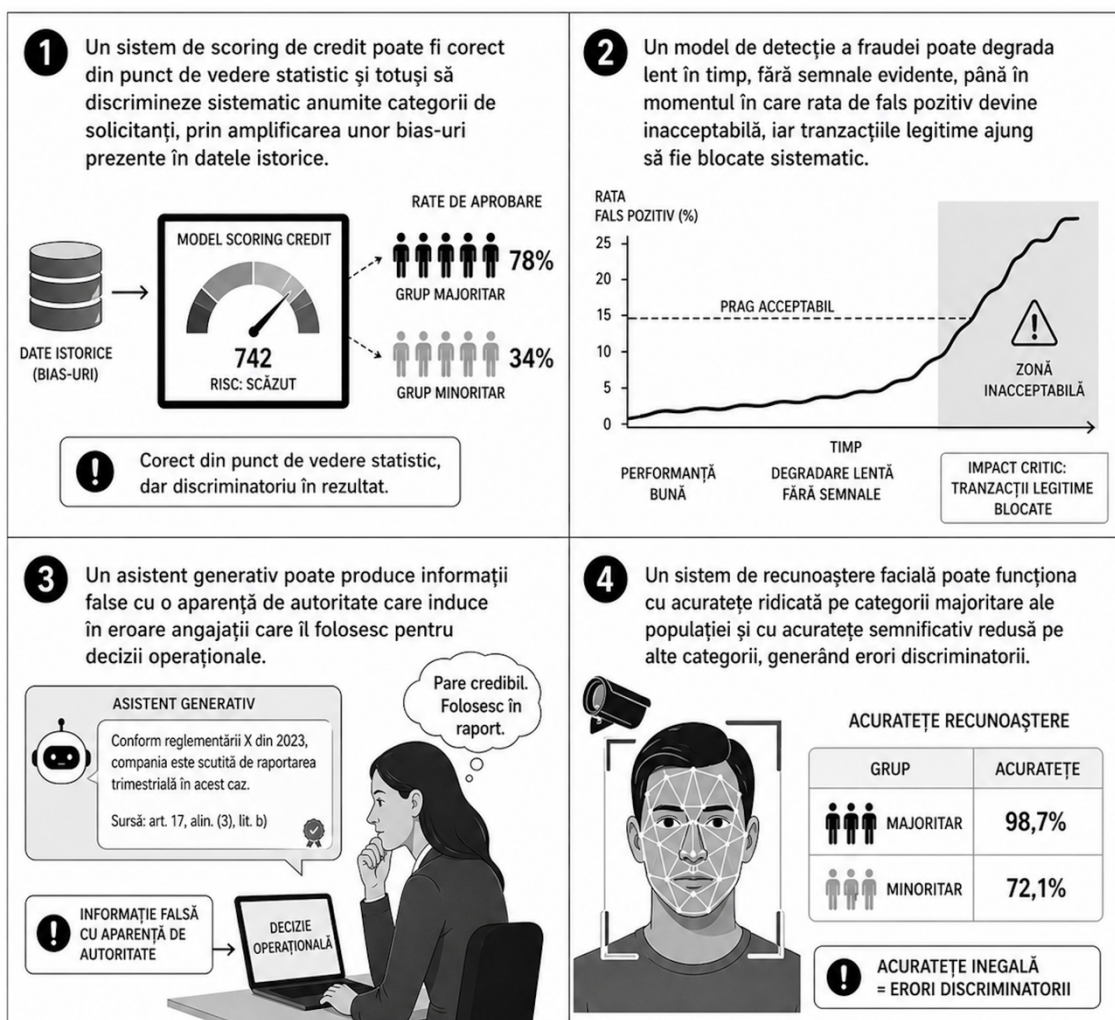 1
Un sistem de scoring de credit poate fi corect
din punct de vedere statistic și totuși să
discrimineze sistematic anumite categorii de
solicitanți, prin amplificarea unor bias-uri
prezente în datele istorice.
RATE DE APROBARE
MODEL SCORING CREDIT
78%
GRUP MAJORITAR
DATE ISTORICE
(BIAS-URI)
742
RISC: SCĂZUT
34%
GRUP MINORITAR
!
Corect din punct de vedere statistic,
dar discriminatoriu în rezultat.
2
Un model de detecție a fraudei poate degrada
lent în timp, fără semnale evidente, până în
momentul în care rata de fals pozitiv devine
inacceptabilă, iar tranzacțiile legitime ajung
să fie blocate sistematic.
RATA
FALS POZITIV (%)
25
20
15
10
5
0
PRAG ACCEPTABIL
!
ZONĂ
INACCEPTABILĂ
TIMP
PERFORMANȚĂ
BUNĂ
DEGRADARE LENTĂ
FĂRĂ SEMNALE
IMPACT CRITIC:
TRANZACȚII LEGITIME
BLOCATE
3
Un asistent generativ poate produce informații
false cu o aparență de autoritate care induce
în eroare angajații care îl folosesc pentru
decizii operaționale.
ASISTENT GENERATIV
Conform reglementării X din 2023,
compania este scutită de raportarea
trimestrială în acest caz.
Sursă: art. 17, alin. (3), lit. b)
Pare credibil.
Folosesc în
raport.
!
INFORMAȚIE FALSĂ
CU APARENȚĂ DE
AUTORITATE
DECIZIE
OPERAȚIONALĂ
4
Un sistem de recunoaștere facială poate funcționa
cu acuratețe ridicată pe categorii majoritare ale
populației și cu acuratețe semnificativ redusă pe
alte categorii, generând erori discriminatorii.
ACURATEȚE RECUNOAȘTERE
GRUP ACURATEȚE
MAJORITAR 98,7%
MINORITAR 72,1%
!
ACURATEȚE INEGALĂ
= ERORI DISCRIMINATORII